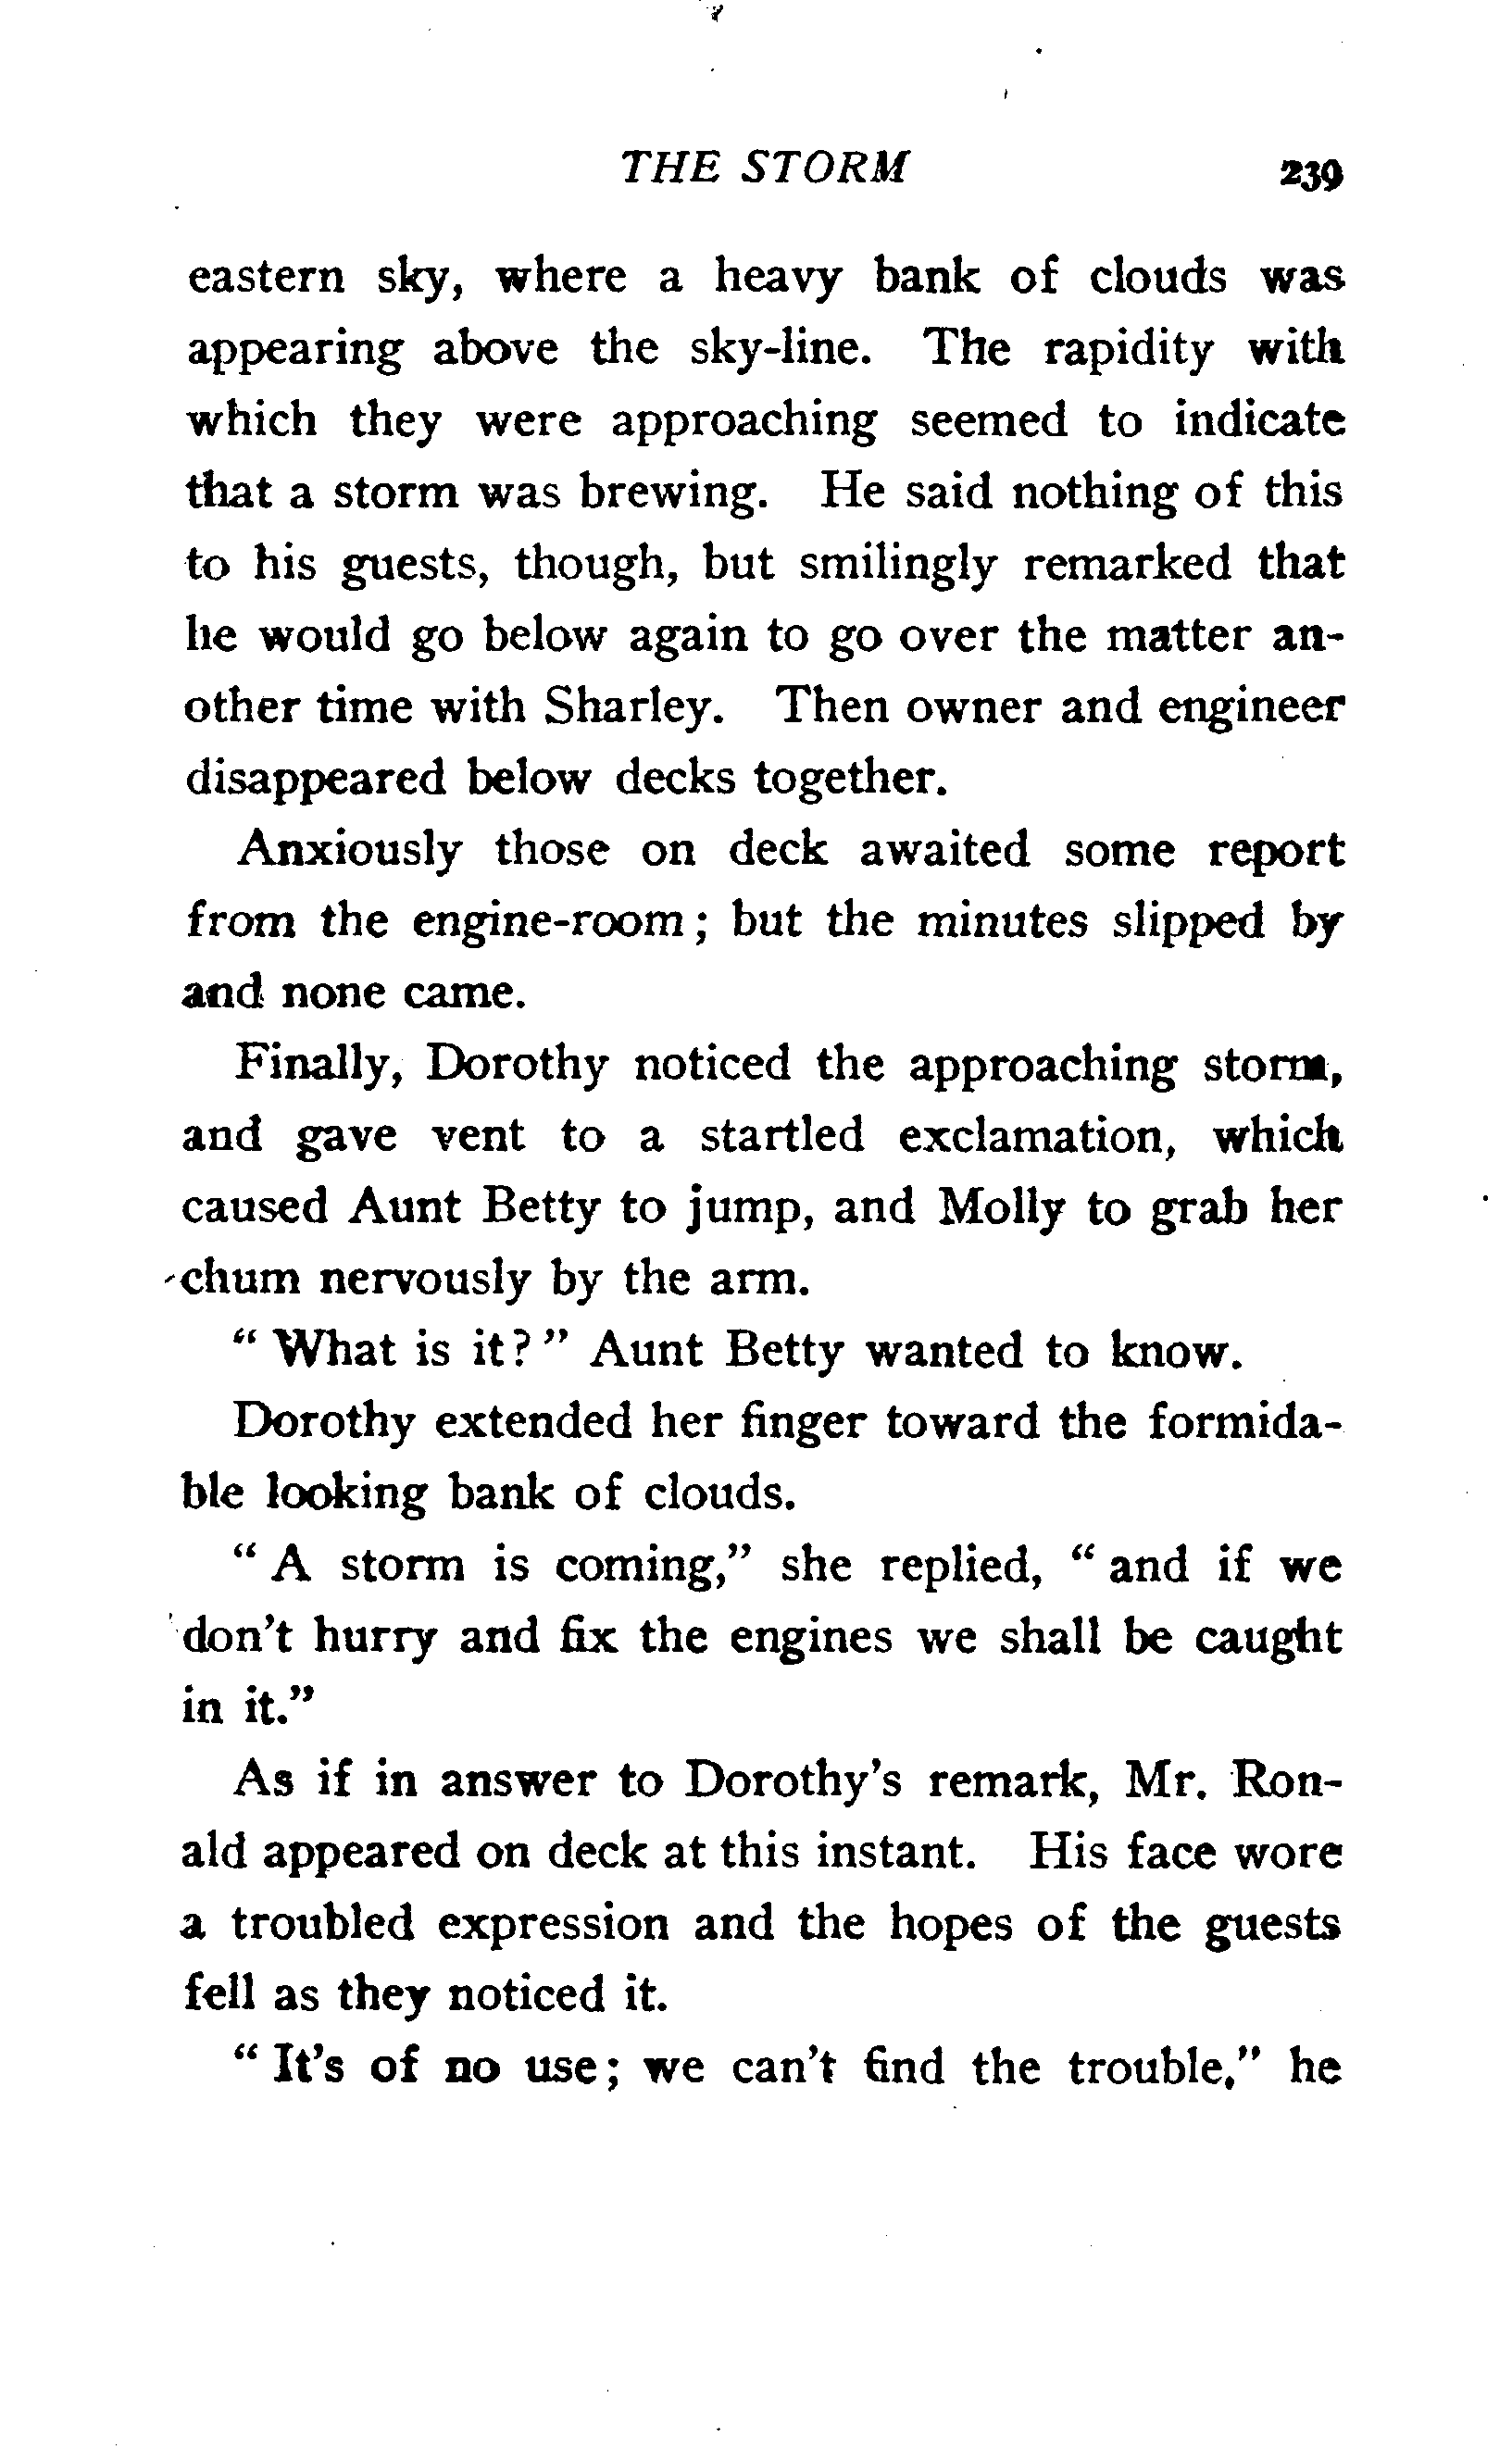 THE STORM 239
eastern sky, where a heavy bank of clouds was
appearing above the sky-line. The rapidity with
which they were approaching seemed to indicate
that a storm was brewing. He said nothing of this
to his guests, though, but smilingly remarked that
he would go below again to go over the matter an-
other time with Sharley. Then owner and engineer
disappeared below decks together.
Anxiously those on deck awaited some report
from the engine-room; but the minutes slipped by
and none came.
Finally, Dorothy noticed the approaching storm,
and gave vent to a startled exclamation, which
caused Aunt Betty to jump, and Molly to grab her
chum nervously by the arm.
" What is it? " Aunt Betty wanted to know.
Dorothy extended her finger toward the formida-
ble looking bank of clouds.
" A storm is coming," she replied, " and if we
don't hurry and fix the engines we shall be caught
in it."
As if in answer to Dorothy's remark, Mr. Ron-
ald appeared on deck at this instant. His face wore
a troubled expression and the hopes of the guests
fell as they noticed it.
" It's of no use; we can't find the trouble," he